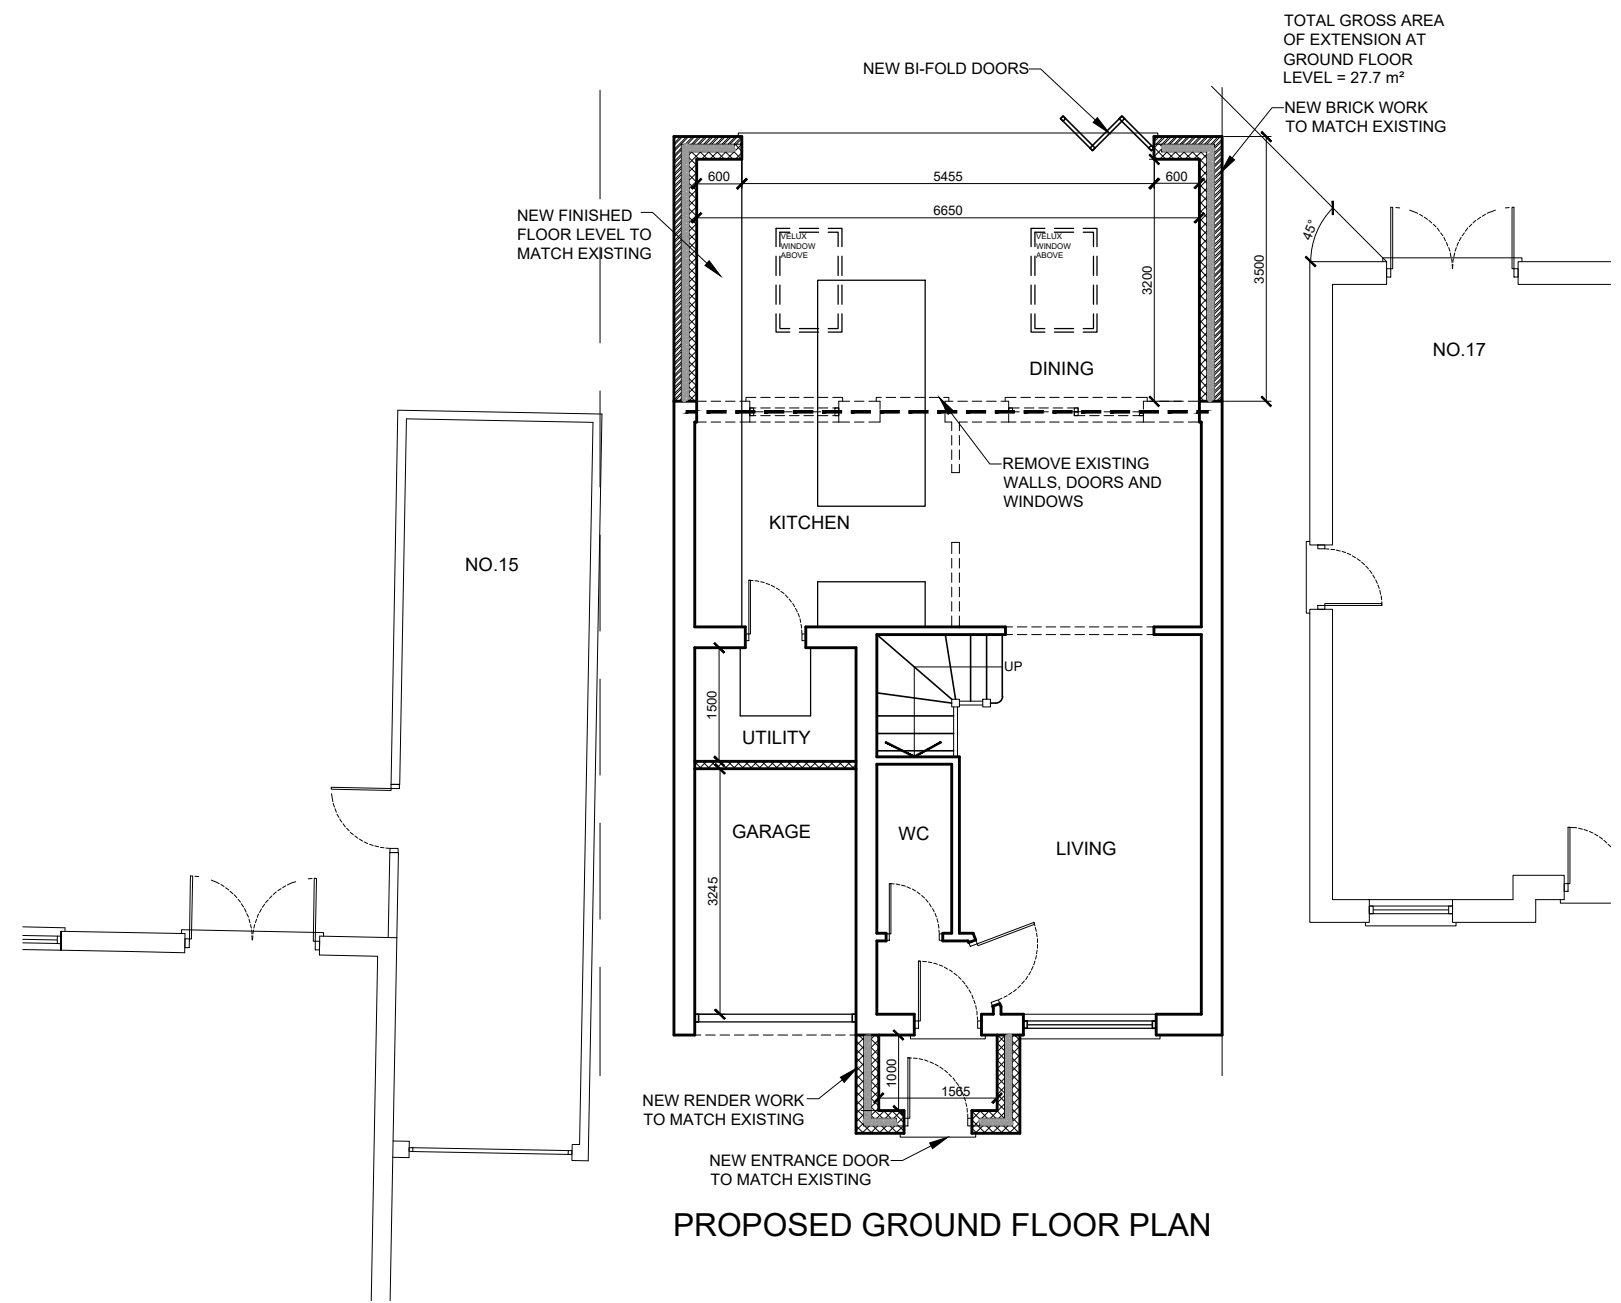 TOTAL GROSS AREA
OF EXTENSION AT
GROUND FLOOR
LEVEL = 27.7 m²
NEW BI-FOLD DOORS
NEW BRICK WORK
TO MATCH EXISTING
600
5455
600
6650
NEW FINISHED
FLOOR LEVEL TO
MATCH EXISTING
VELUX
WINDOW
ABOVE
VELUX
WINDOW
ABOVE
45°
3200
3500
NO.17
DINING
REMOVE EXISTING
WALLS, DOORS AND
WINDOWS
KITCHEN
NO.15
UP
1500
UTILITY
GARAGE
WC
LIVING
3245
1000
1565
NEW RENDER WORK
TO MATCH EXISTING
NEW ENTRANCE DOOR
TO MATCH EXISTING
PROPOSED GROUND FLOOR PLAN